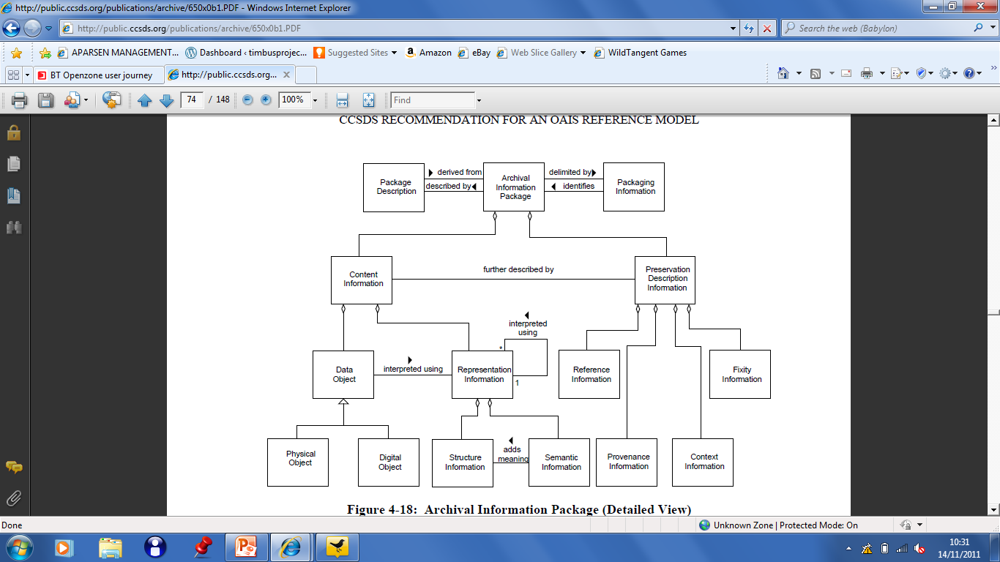 http://public.ccsds.org/publications/archive/650x0b1.PDF - Windows Internet Explorer
http://public.ccsds.org/publications/archive/650x0b1.PDF
Search the web (Babylon)
APARSEN MANAGEMENT... Dashboard ‹ timbusprojec... Suggested Sites Amazon eBay Web Slice Gallery WildTangent Games
BT Openzone user journey http://public.ccsds.org...
74 / 148 100% Find
CCSDS RECOMMENDATION FOR AN OAIS REFERENCE MODEL
Package
Description
derived from
described by
Archival
Information
Package
delimited by
identifies
Packaging
Information
Content
Information
further described by
Preservation
Description
Information
interpreted
using
*
1
Data
Object
interpreted using
Representation
Information
Reference
Information
Fixity
Information
Physical
Object
Digital
Object
Structure
Information
adds
meaning
Semantic
Information
Provenance
Information
Context
Information
Figure 4-18: Archival Information Package (Detailed View)
Done
Unknown Zone | Protected Mode: On
10:31
14/11/2011